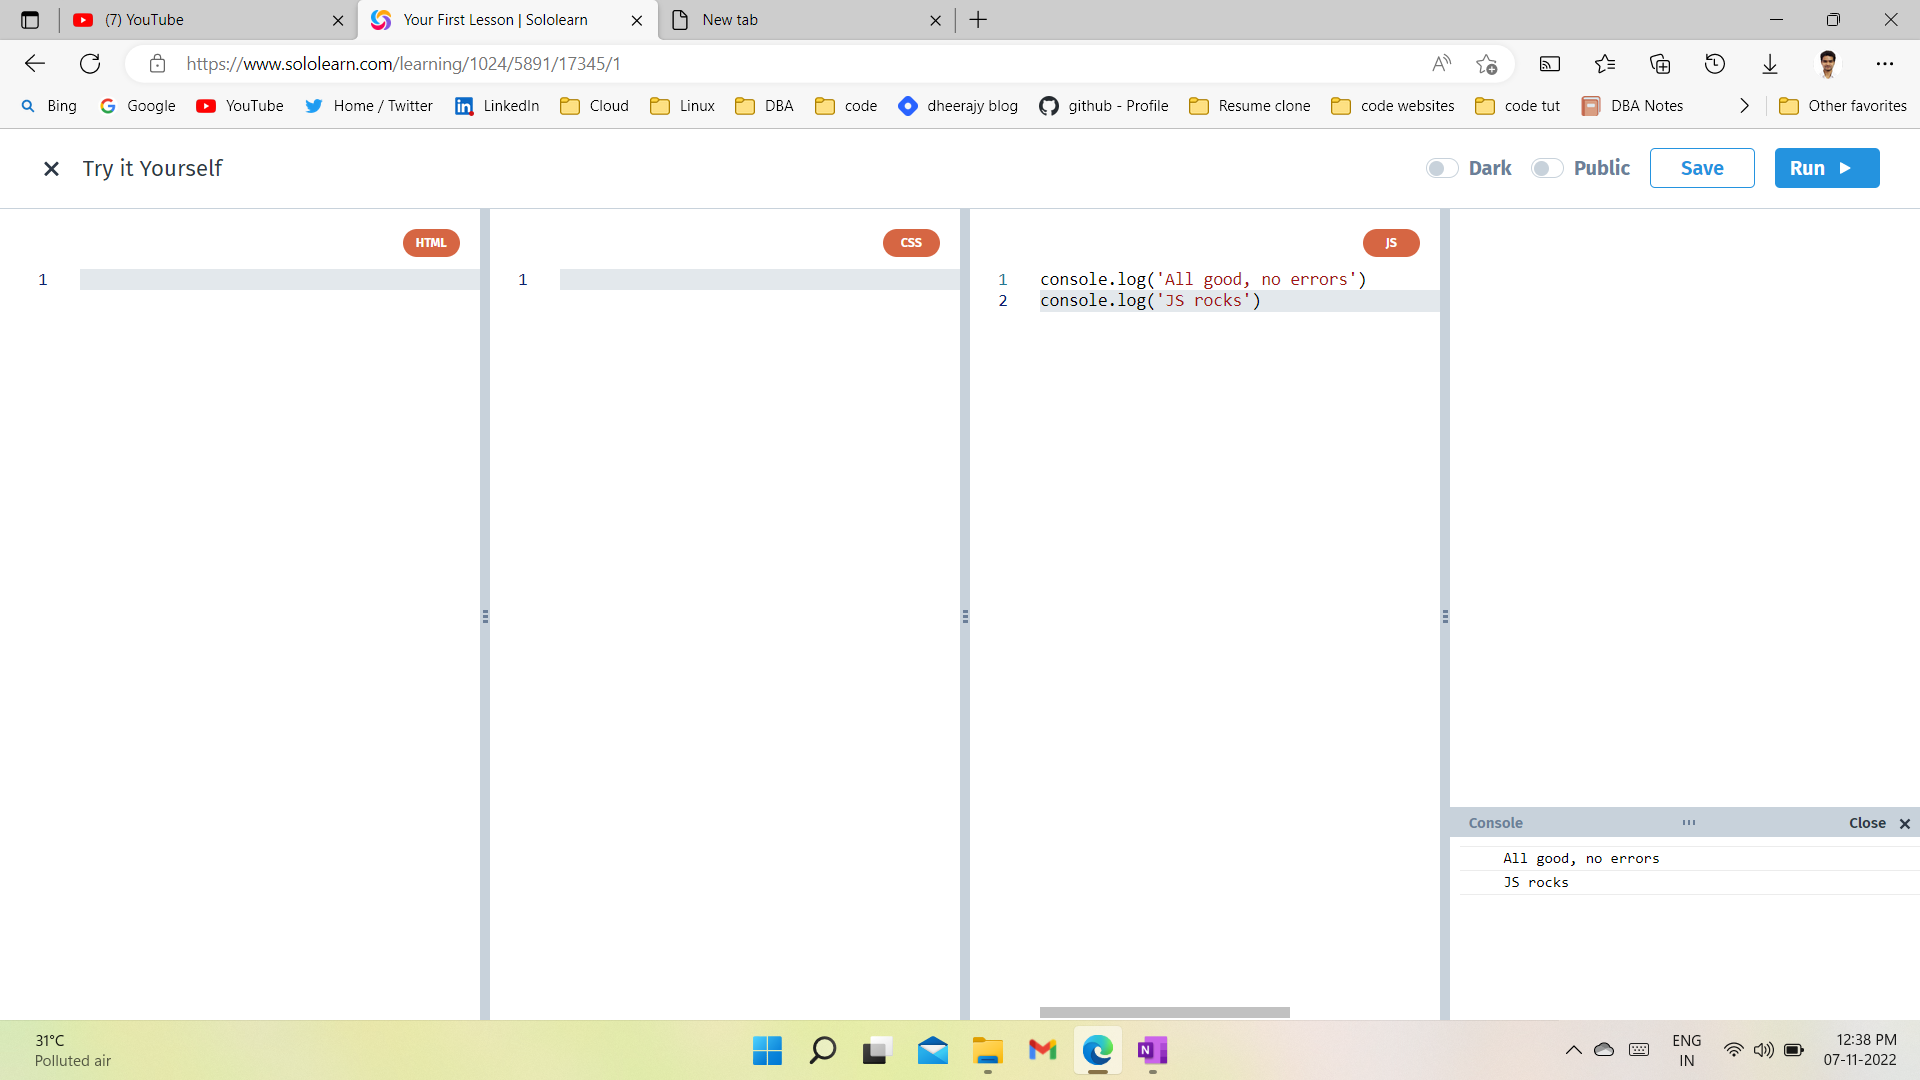 (7) YouTube
Your First Lesson | Sololearn
New tab
https://www.sololearn.com/learning/1024/5891/17345/1
Bing
Google
YouTube
Home / Twitter
LinkedIn
Cloud
Linux
DBA
code
dheerajy blog
github - Profile
Resume clone
code websites
code tut
DBA Notes
Other favorites
Try it Yourself
Dark
Public
Save
Run
HTML
CSS
JS
1
1
1 console.log('All good, no errors')
2 console.log('JS rocks')
Console
Close
All good, no errors
JS rocks
31°C
Polluted air
ENG
IN
12:38 PM
07-11-2022